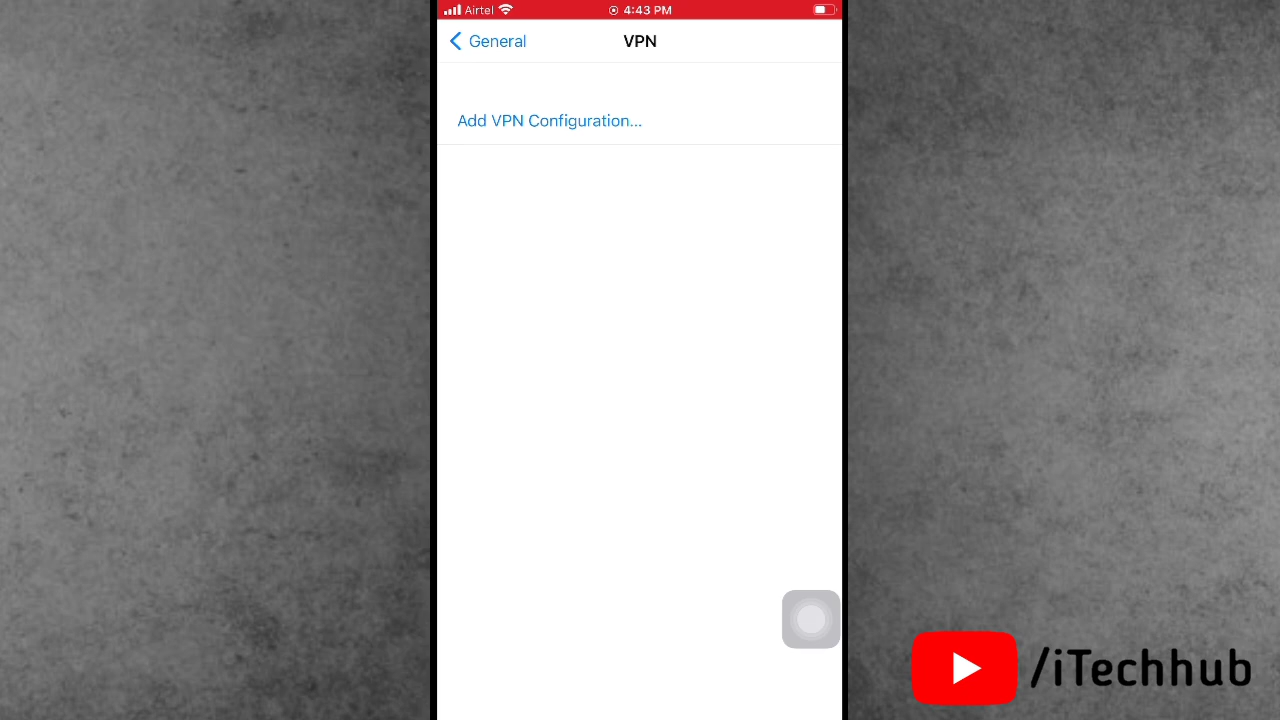 Airtel 4:43 PM
General VPN
Add VPN Configuration...
/iTechhub